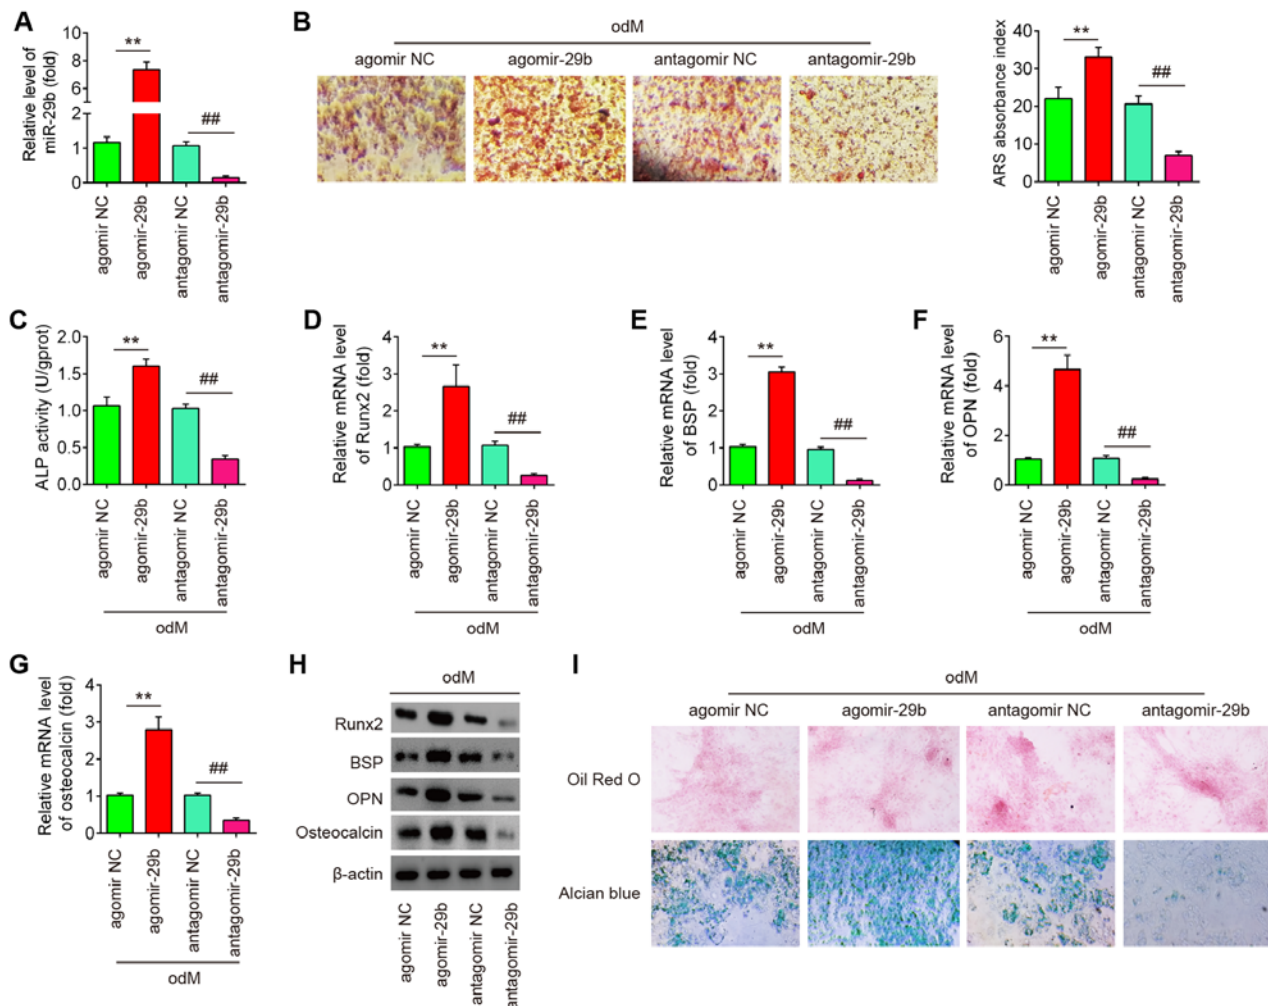 A
Relative level of
miR-29b (fold)
10
8
6
4
2
1
0
**
##
agomir NC
agomir-29b
antagomir NC
antagomir-29b
B
odM
agomir NC
agomir-29b
antagomir NC
antagomir-29b
ARS absorbance index
40
30
20
10
0
**
##
agomir NC
agomir-29b
antagomir NC
antagomir-29b
C
ALP activity (U/gprot)
2.0
1.5
1.0
0.5
0.0
**
##
agomir NC
agomir-29b
antagomir NC
antagomir-29b
odM
D
Relative mRNA level
of Runx2 (fold)
4
3
2
1
0
**
##
agomir NC
agomir-29b
antagomir NC
antagomir-29b
odM
E
Relative mRNA level
of BSP (fold)
4
3
2
1
0
**
##
agomir NC
agomir-29b
antagomir NC
antagomir-29b
odM
F
Relative mRNA level
of OPN (fold)
6
4
2
0
**
##
agomir NC
agomir-29b
antagomir NC
antagomir-29b
odM
G
Relative mRNA level
of osteocalcin (fold)
4
3
2
1
0
**
##
agomir NC
agomir-29b
antagomir NC
antagomir-29b
odM
H
odM
Runx2
BSP
OPN
Osteocalcin
β-actin
agomir NC
agomir-29b
antagomir NC
antagomir-29b
I
odM
agomir NC
agomir-29b
antagomir NC
antagomir-29b
Oil Red O
Alcian blue